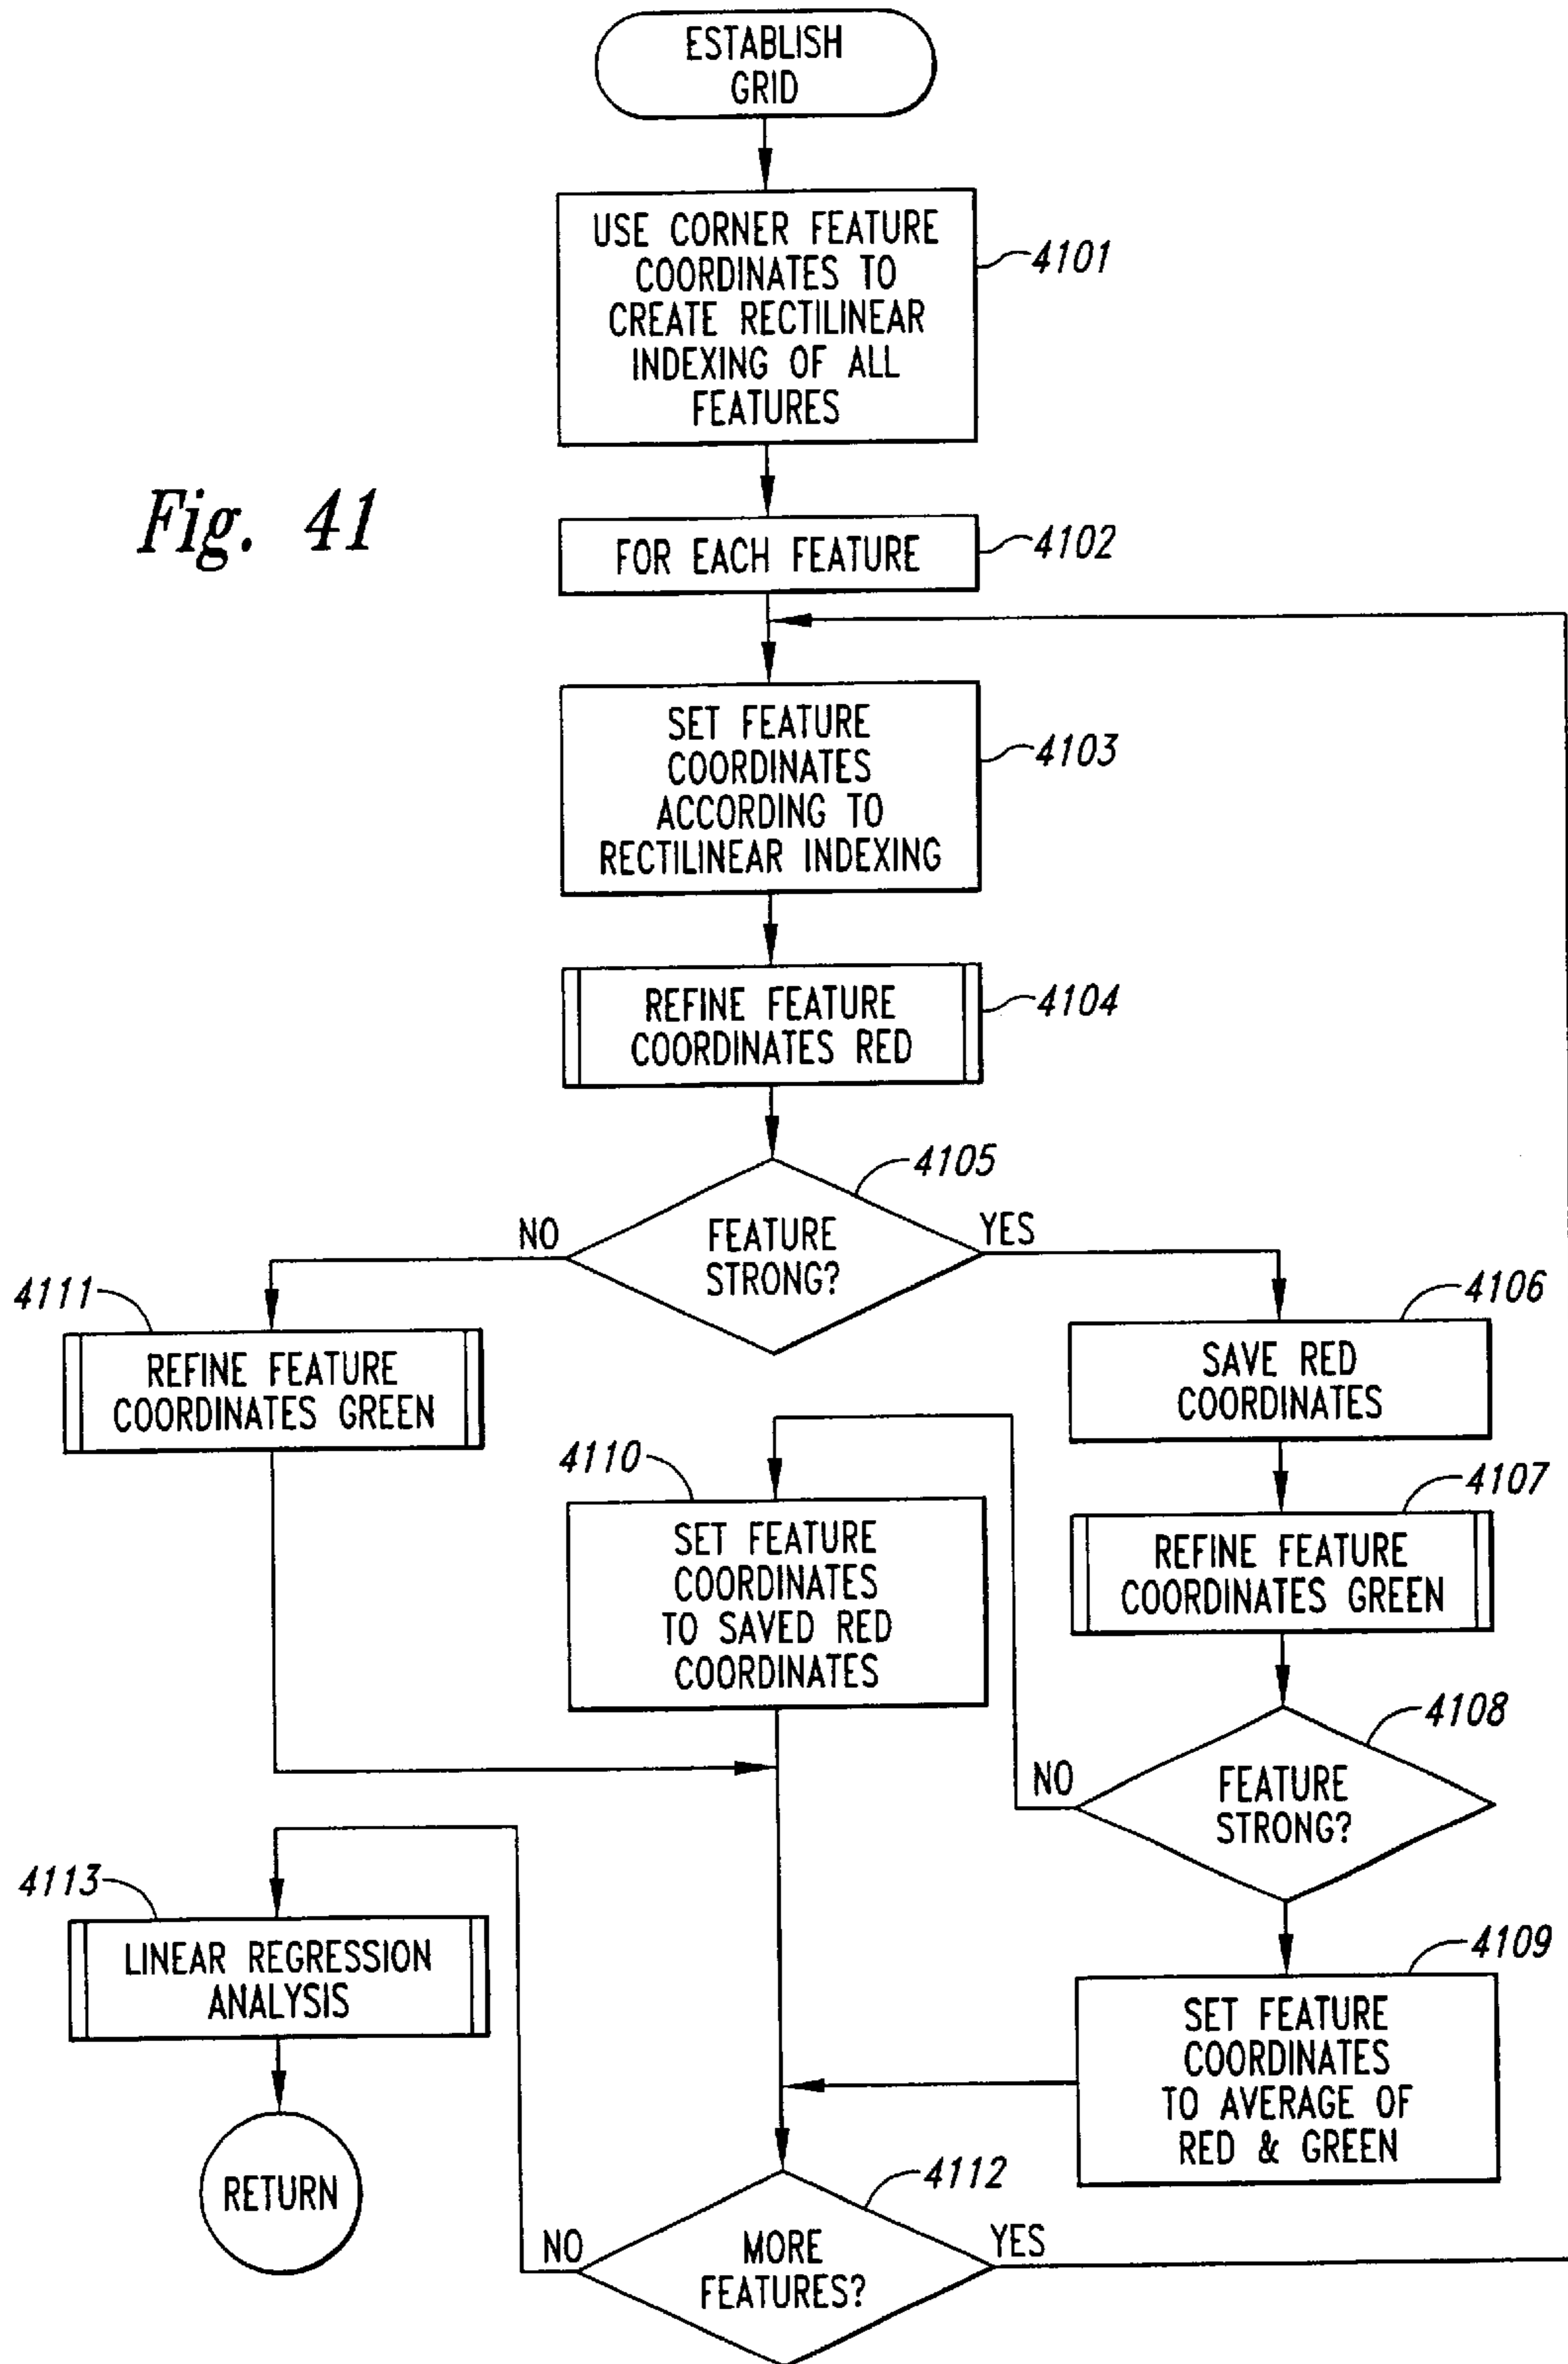 ESTABLISH
GRID
USE CORNER FEATURE
COORDINATES TO
CREATE RECTILINEAR
INDEXING OF ALL
FEATURES
4101
Fig. 41
FOR EACH FEATURE
4102
SET FEATURE
COORDINATES
ACCORDING TO
RECTILINEAR INDEXING
4103
REFINE FEATURE
COORDINATES RED
4104
4105
FEATURE
STRONG?
NO
YES
4111
REFINE FEATURE
COORDINATES GREEN
4106
SAVE RED
COORDINATES
4110
SET FEATURE
COORDINATES
TO SAVED RED
COORDINATES
4107
REFINE FEATURE
COORDINATES GREEN
4108
NO
FEATURE
STRONG?
4113
LINEAR REGRESSION
ANALYSIS
4109
SET FEATURE
COORDINATES
TO AVERAGE OF
RED & GREEN
RETURN
4112
NO
MORE
FEATURES?
YES